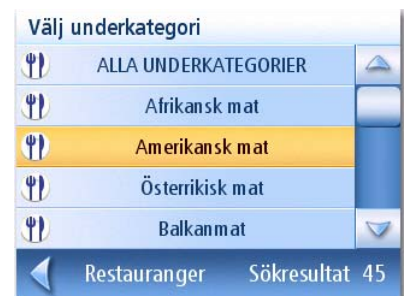 Välj underkategori
ALLA UNDERKATEGORIER
Afrikansk mat
Amerikansk mat
Österrikisk mat
Balkanmat
Restauranger Sökresultat 45